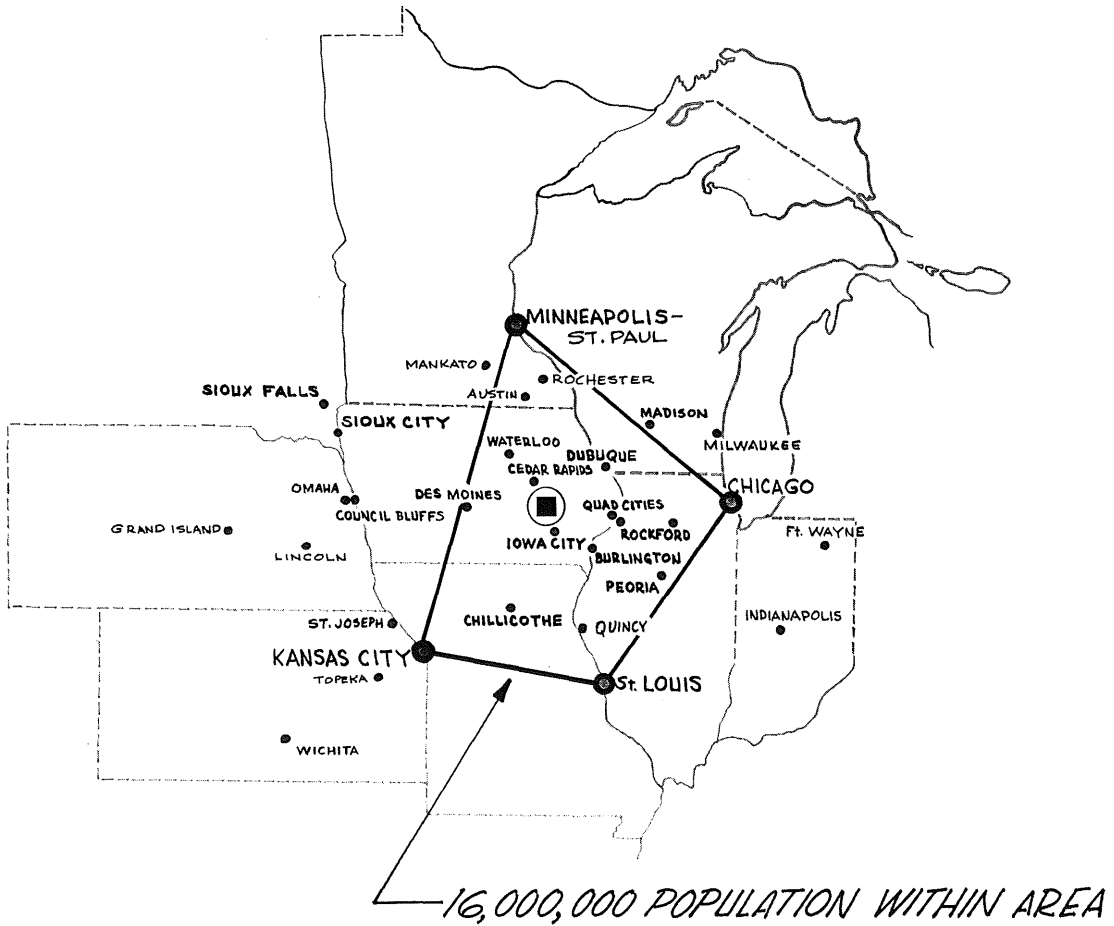 MINNEAPOLIS-
ST. PAUL
MANKATO
ROCHESTER
AUSTIN
SIOUX FALLS
SIOUX CITY
MADISON
MILWAUKEE
WATERLOO
DUBUQUE
CEDAR RAPIDS
CHICAGO
OMAHA
DES MOINES
COUNCIL BLUFFS
QUAD CITIES
GRAND ISLAND
ROCKFORD
Ft. WAYNE
IOWA CITY
LINCOLN
BURLINGTON
PEORIA
INDIANAPOLIS
CHILLICOTHE
ST. JOSEPH
QUINCY
KANSAS CITY
TOPEKA
St. LOUIS
WICHITA
16,000,000 POPULATION WITHIN AREA